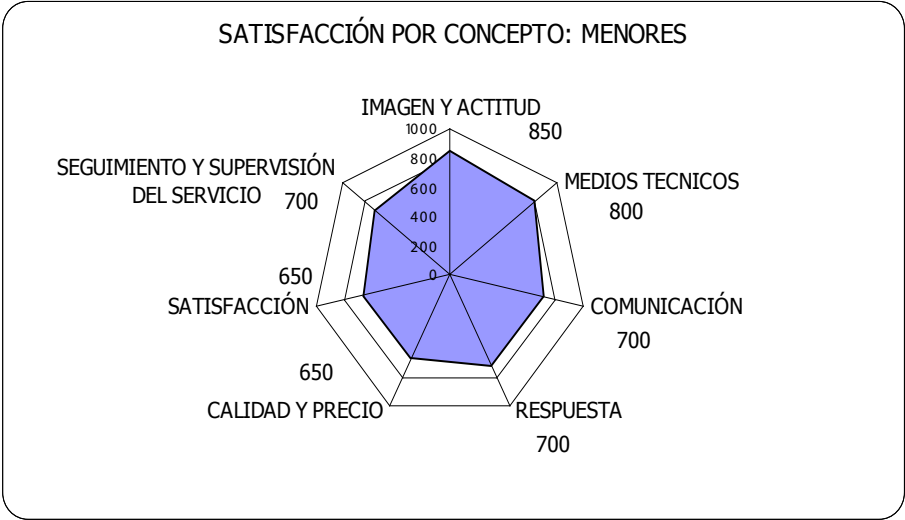 SATISFACCIÓN POR CONCEPTO: MENORES
IMAGEN Y ACTITUD
850
1000
800
600
400
200
0
MEDIOS TECNICOS
800
COMUNICACIÓN
700
RESPUESTA
700
CALIDAD Y PRECIO
650
SATISFACCIÓN
650
SEGUIMIENTO Y SUPERVISIÓN
DEL SERVICIO
700